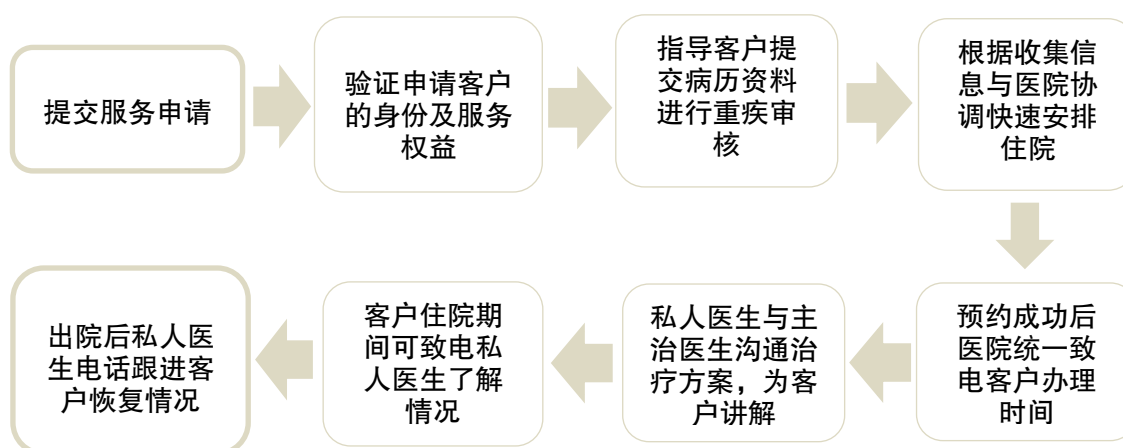 提交服务申请
验证申请客户
的身份及服务
权益
指导客户提
交病历资料
进行重疾审
核
根据收集信
息与医院协
调快速安排
住院
预约成功后
医院统一致
电客户办理
时间
私人医生与主
治医生沟通治
疗方案，为客
户讲解
客户住院期
间可致电私
人医生了解
情况
出院后私人医
生电话跟进客
户恢复情况